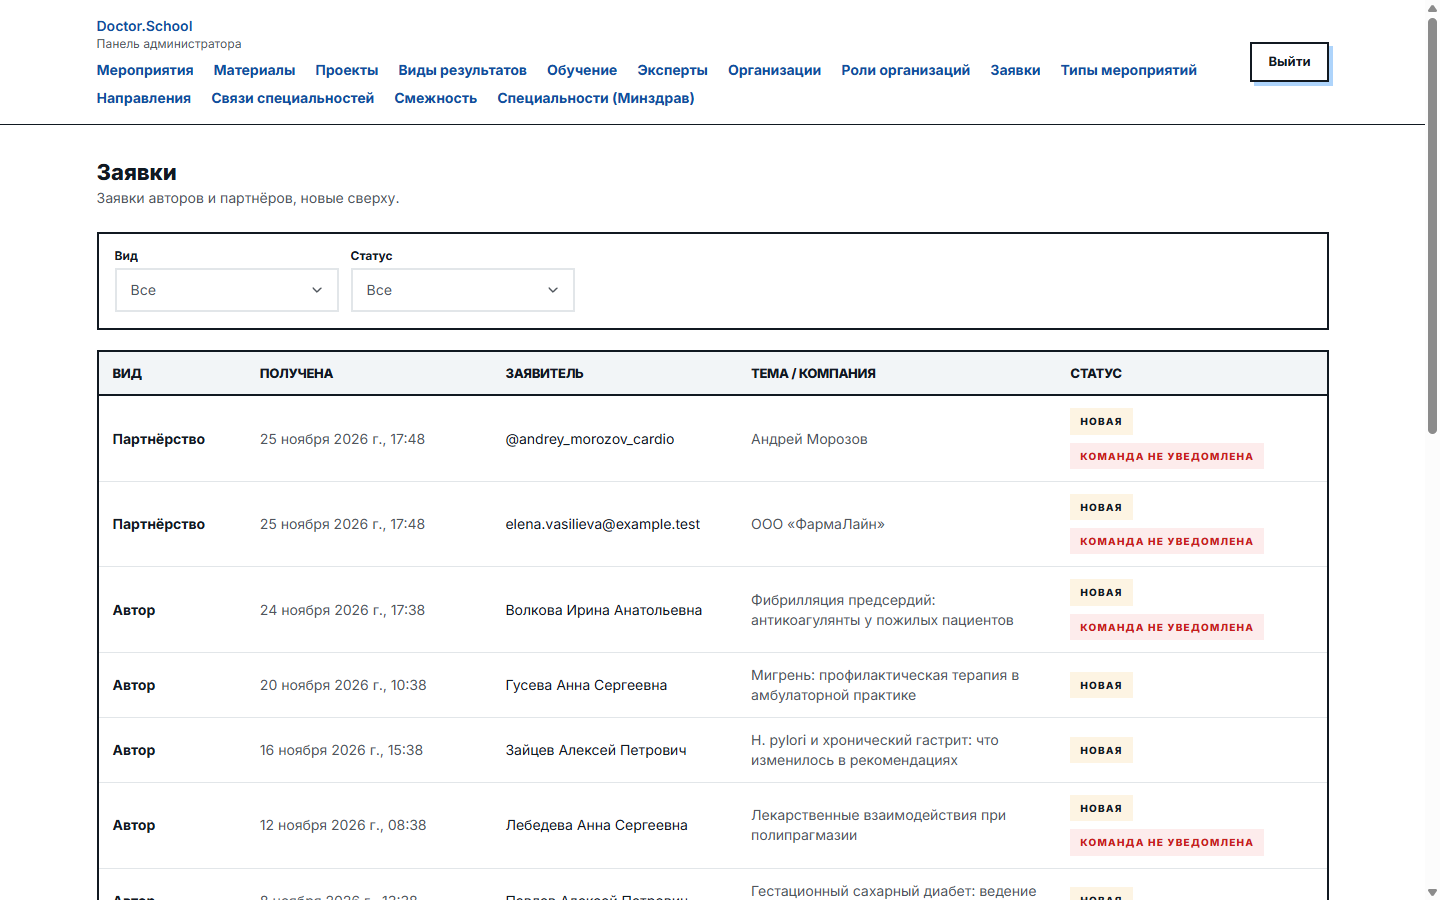 Doctor.School
Панель администратора
Мероприятия Материалы Проекты Виды результатов Обучение Эксперты Организации Роли организаций Заявки Типы мероприятий
Направления Связи специальностей Смежность Специальности (Минздрав)
Выйти
Заявки
Заявки авторов и партнёров, новые сверху.
Вид Статус
Все Все
ВИД ПОЛУЧЕНА ЗАЯВИТЕЛЬ ТЕМА / КОМПАНИЯ СТАТУС
Партнёрство 25 ноября 2026 г., 17:48 @andrey_morozov_cardio Андрей Морозов НОВАЯ
КОМАНДА НЕ УВЕДОМЛЕНА
Партнёрство 25 ноября 2026 г., 17:48 elena.vasilieva@example.test ООО «ФармаЛайн» НОВАЯ
КОМАНДА НЕ УВЕДОМЛЕНА
Автор 24 ноября 2026 г., 17:38 Волкова Ирина Анатольевна Фибрилляция предсердий:
антикоагулянты у пожилых пациентов
НОВАЯ
КОМАНДА НЕ УВЕДОМЛЕНА
Автор 20 ноября 2026 г., 10:38 Гусева Анна Сергеевна Мигрень: профилактическая терапия в
амбулаторной практике
НОВАЯ
Автор 16 ноября 2026 г., 15:38 Зайцев Алексей Петрович H. pylori и хронический гастрит: что
изменилось в рекомендациях
НОВАЯ
Автор 12 ноября 2026 г., 08:38 Лебедева Анна Сергеевна Лекарственные взаимодействия при
полипрагмазии
НОВАЯ
КОМАНДА НЕ УВЕДОМЛЕНА
Гестационный сахарный диабет: ведение